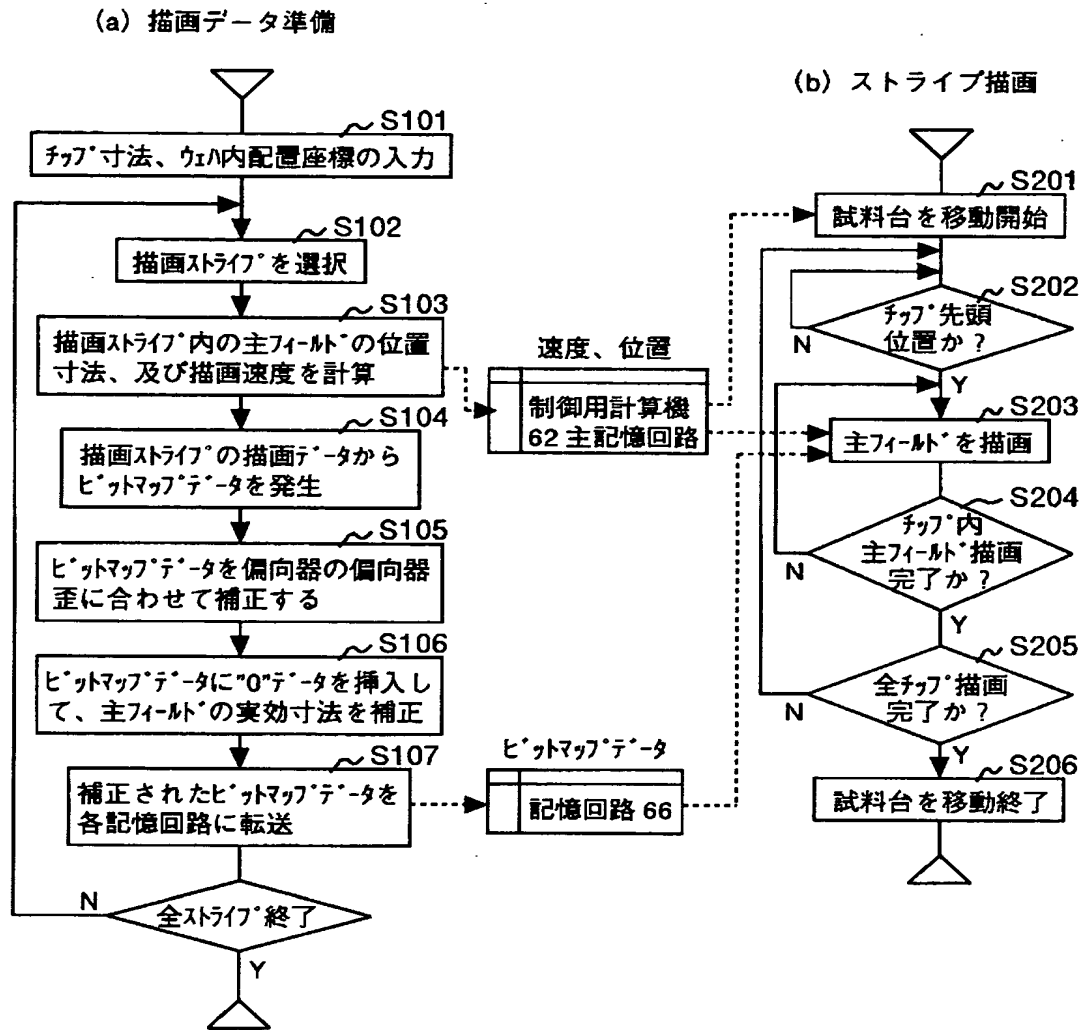 (a) 描画データ準備
S101
チップ寸法、ウェハ内配置座標の入力
S102
描画ストライプを選択
S103
描画ストライプ内の主フィールドの位置
寸法、及び描画速度を計算
S104
描画ストライプの描画データから
ビットマップデータを発生
S105
ビットマップデータを偏向器の偏向器
歪に合わせて補正する
S106
ビットマップデータに"0"データを挿入し
て、主フィールドの実効寸法を補正
S107
補正されたビットマップデータを
各記憶回路に転送
N
全ストライプ終了
Y
速度、位置
制御用計算機
62 主記憶回路
ビットマップデータ
記憶回路 66
(b) ストライプ描画
S201
試料台を移動開始
S202
チップ先頭
位置か?
N
Y
S203
主フィールドを描画
S204
チップ内
主フィールド描画
完了か?
N
Y
S205
全チップ描画
完了か?
N
Y
S206
試料台を移動終了